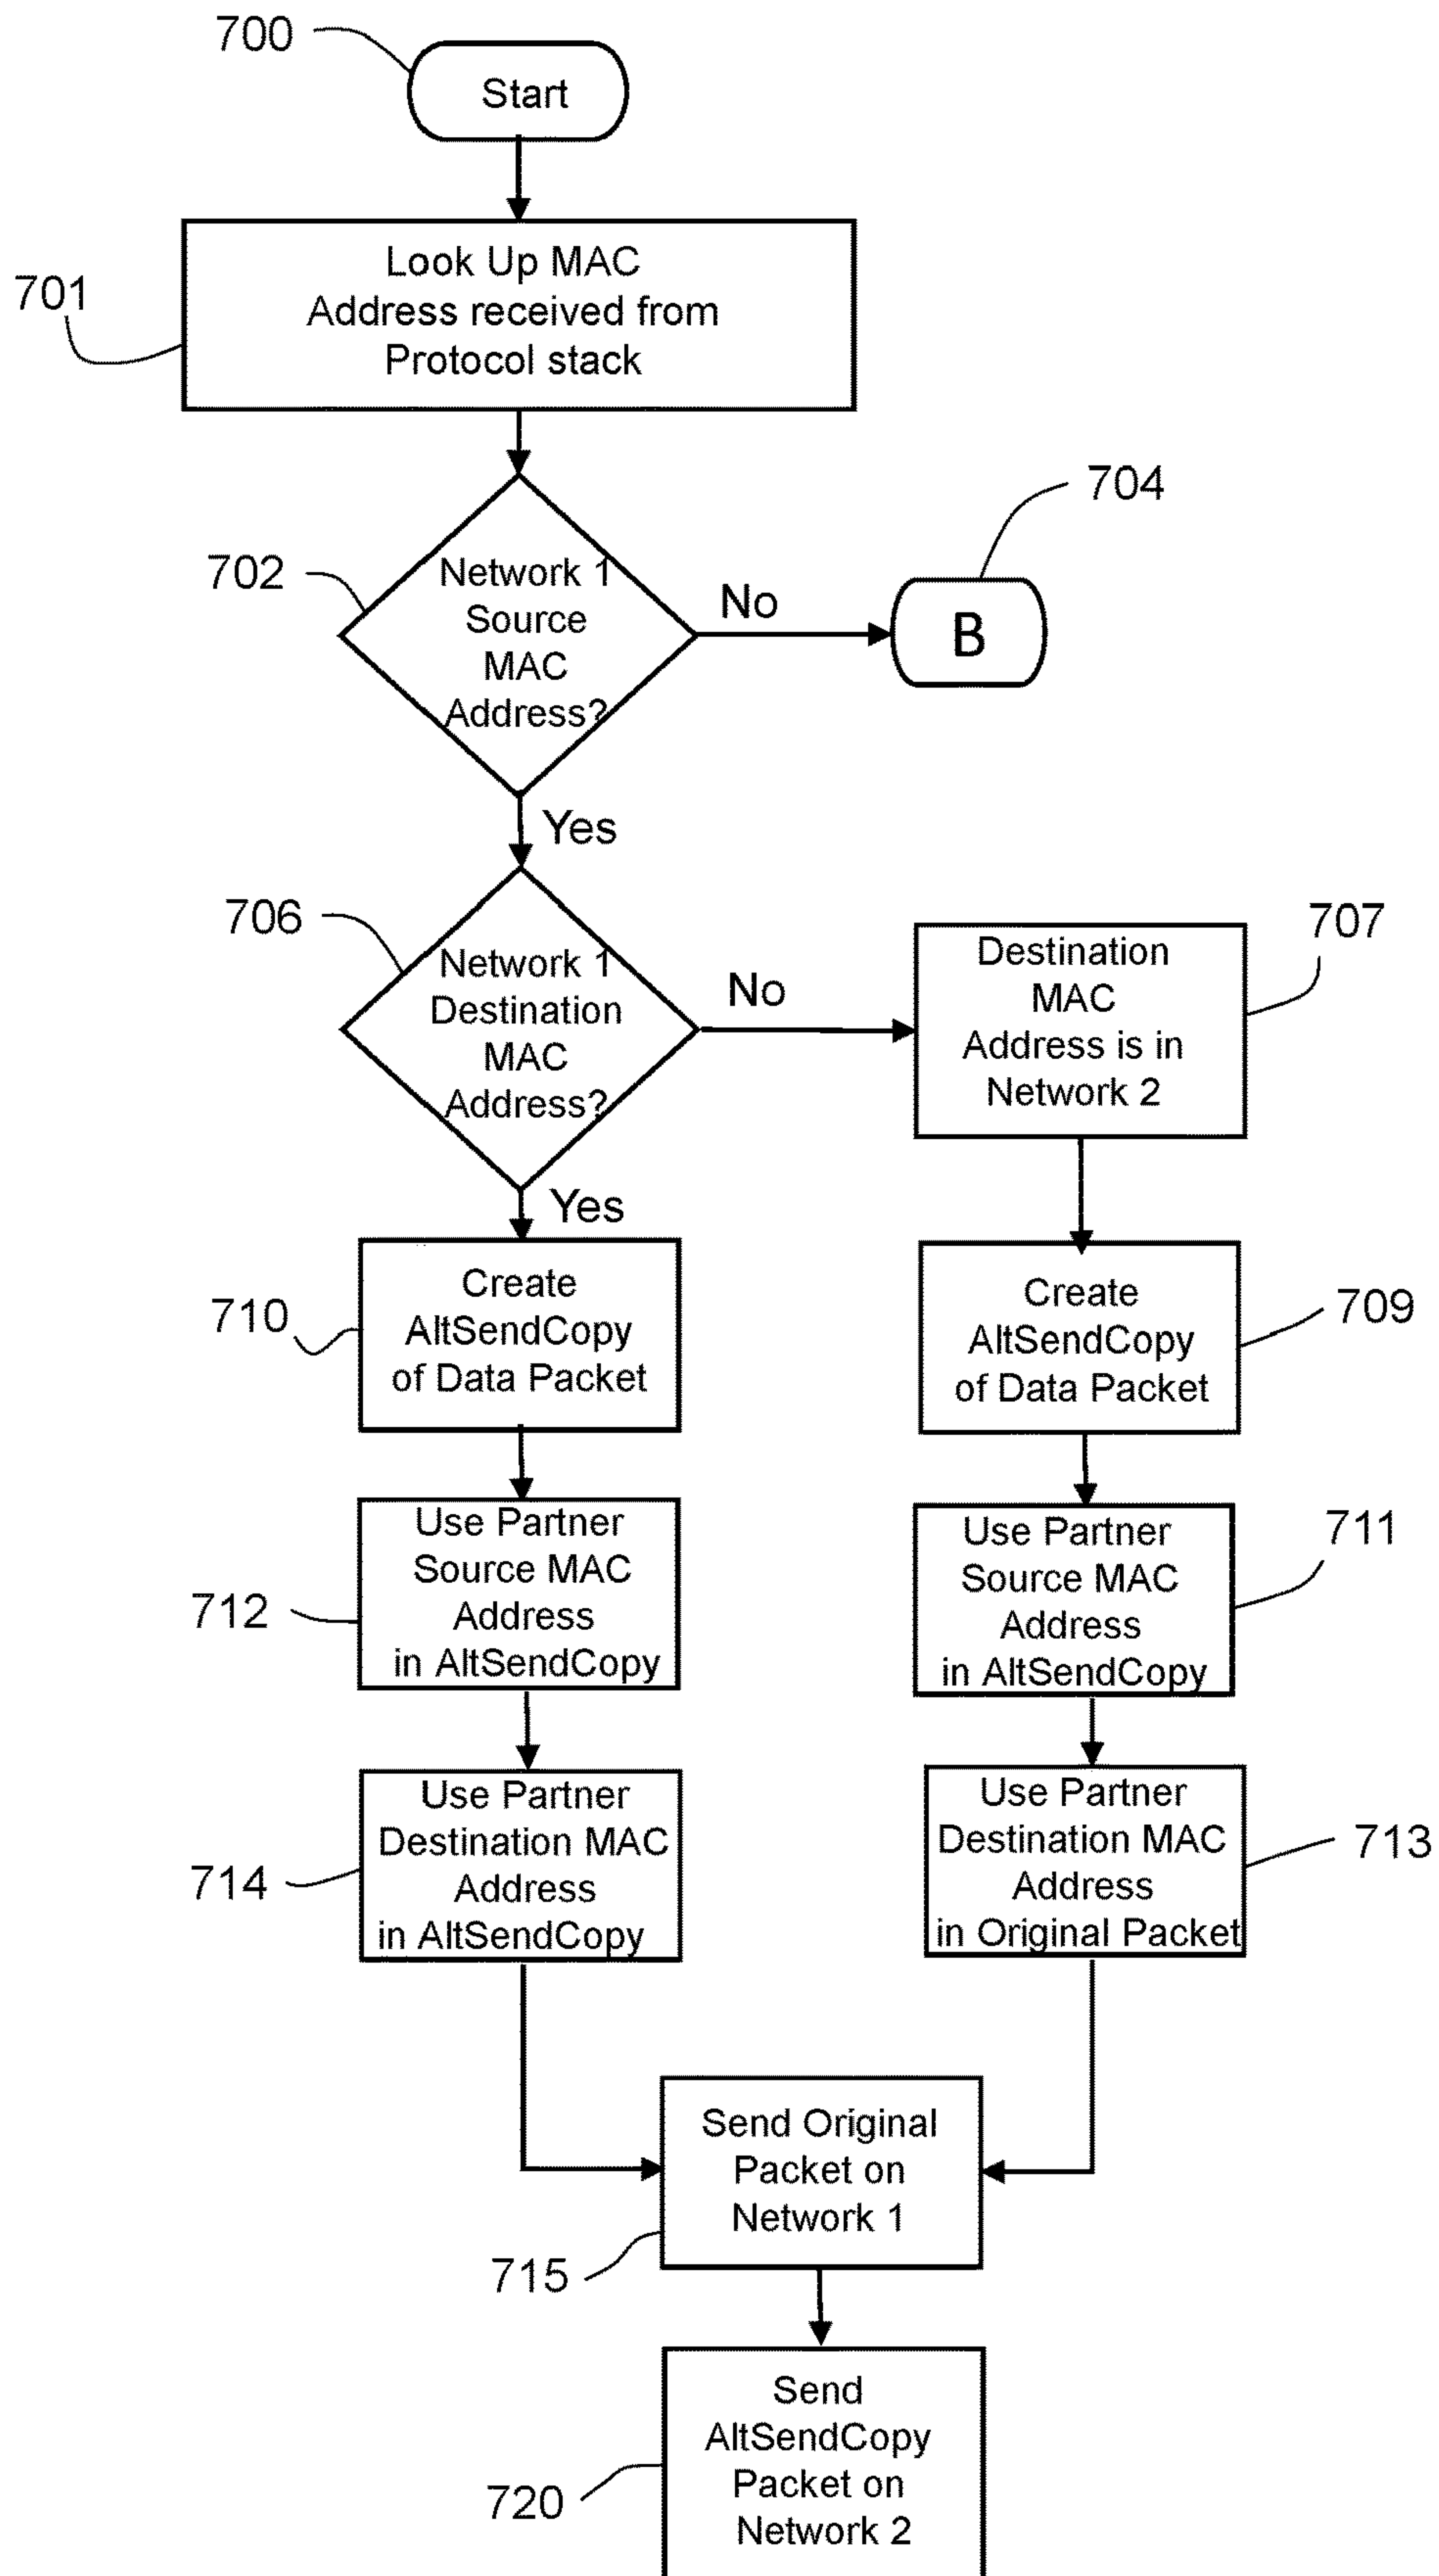 700
Start
701
Look Up MAC
Address received from
Protocol stack
702
Network 1
Source
MAC
Address?
No
704
B
Yes
706
Network 1
Destination
MAC
Address?
No
707
Destination
MAC
Address is in
Network 2
Yes
710
Create
AltSendCopy
of Data Packet
709
Create
AltSendCopy
of Data Packet
712
Use Partner
Source MAC
Address
in AltSendCopy
711
Use Partner
Source MAC
Address
in AltSendCopy
714
Use Partner
Destination MAC
Address
in AltSendCopy
713
Use Partner
Destination MAC
Address
in Original Packet
715
Send Original
Packet on
Network 1
720
Send
AltSendCopy
Packet on
Network 2